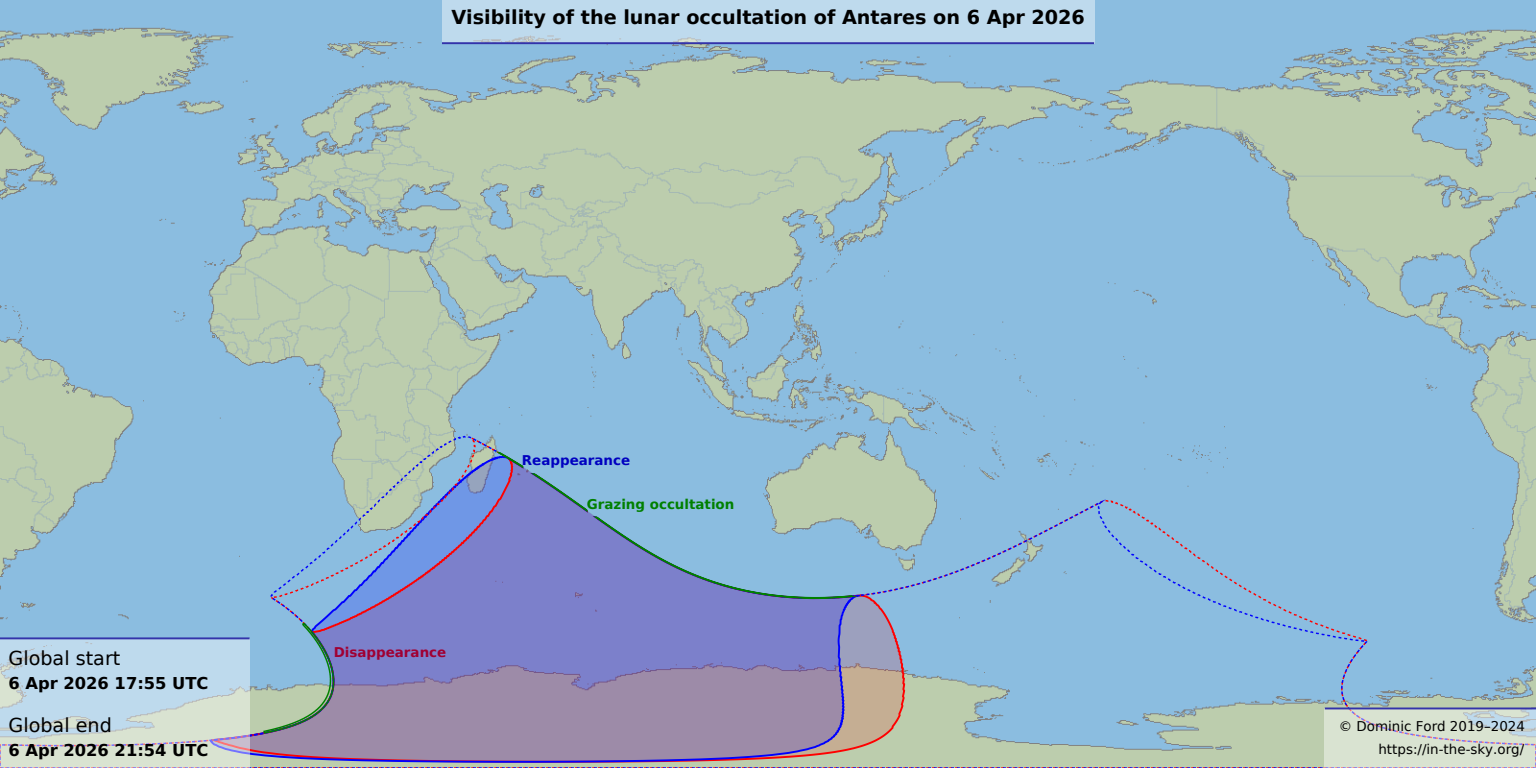 Visibility of the lunar occultation of Antares on 6 Apr 2026
Reappearance
Grazing occultation
Disappearance
Global start
6 Apr 2026 17:55 UTC
Global end
6 Apr 2026 21:54 UTC
© Dominic Ford 2019–2024
https://in-the-sky.org/